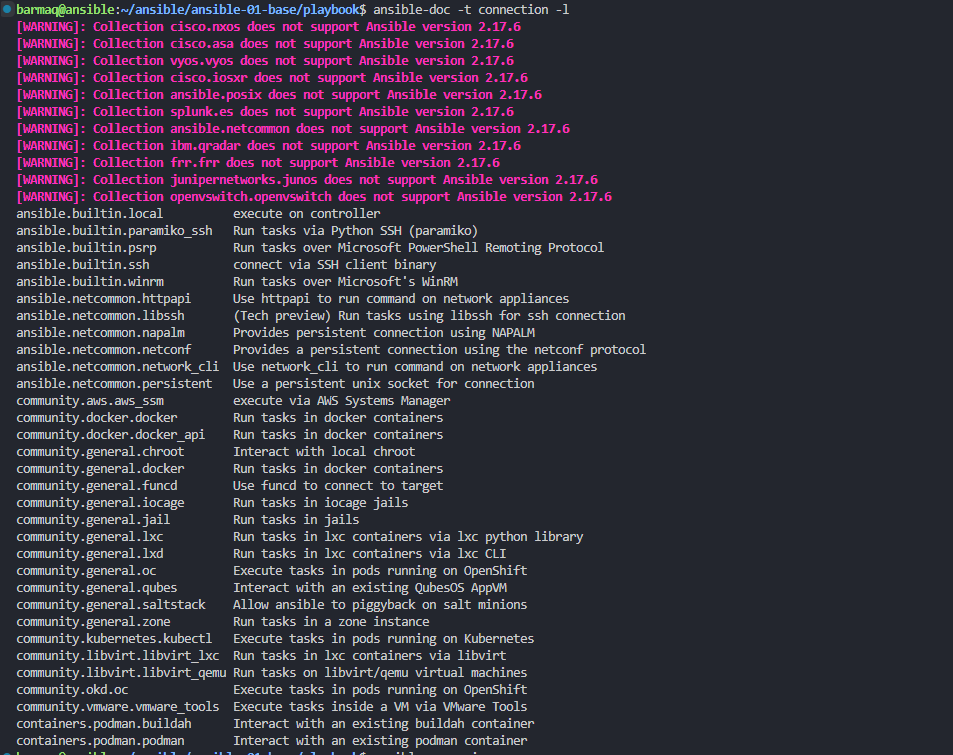 barmaq@ansible:~/ansible/ansible-01-base/playbook$ ansible-doc -t connection -l
[WARNING]: Collection cisco.nxos does not support Ansible version 2.17.6
[WARNING]: Collection cisco.asa does not support Ansible version 2.17.6
[WARNING]: Collection vyos.vyos does not support Ansible version 2.17.6
[WARNING]: Collection cisco.iosxr does not support Ansible version 2.17.6
[WARNING]: Collection ansible.posix does not support Ansible version 2.17.6
[WARNING]: Collection splunk.es does not support Ansible version 2.17.6
[WARNING]: Collection ansible.netcommon does not support Ansible version 2.17.6
[WARNING]: Collection ibm.qradar does not support Ansible version 2.17.6
[WARNING]: Collection frr.frr does not support Ansible version 2.17.6
[WARNING]: Collection junipernetworks.junos does not support Ansible version 2.17.6
[WARNING]: Collection openvswitch.openvswitch does not support Ansible version 2.17.6
ansible.builtin.local execute on controller
ansible.builtin.paramiko_ssh Run tasks via Python SSH (paramiko)
ansible.builtin.psrp Run tasks over Microsoft PowerShell Remoting Protocol
ansible.builtin.ssh connect via SSH client binary
ansible.builtin.winrm Run tasks over Microsoft's WinRM
ansible.netcommon.httpapi Use httpapi to run command on network appliances
ansible.netcommon.libssh (Tech preview) Run tasks using libssh for ssh connection
ansible.netcommon.napalm Provides persistent connection using NAPALM
ansible.netcommon.netconf Provides a persistent connection using the netconf protocol
ansible.netcommon.network_cli Use network_cli to run command on network appliances
ansible.netcommon.persistent Use a persistent unix socket for connection
community.aws.aws_ssm execute via AWS Systems Manager
community.docker.docker Run tasks in docker containers
community.docker.docker_api Run tasks in docker containers
community.general.chroot Interact with local chroot
community.general.docker Run tasks in docker containers
community.general.funcd Use funcd to connect to target
community.general.iocage Run tasks in iocage jails
community.general.jail Run tasks in jails
community.general.lxc Run tasks in lxc containers via lxc python library
community.general.lxd Run tasks in lxc containers via lxc CLI
community.general.oc Execute tasks in pods running on OpenShift
community.general.qubes Interact with an existing QubesOS AppVM
community.general.saltstack Allow ansible to piggyback on salt minions
community.general.zone Run tasks in a zone instance
community.kubernetes.kubectl Execute tasks in pods running on Kubernetes
community.libvirt.libvirt_lxc Run tasks in lxc containers via libvirt
community.libvirt.libvirt_qemu Run tasks on libvirt/qemu virtual machines
community.okd.oc Execute tasks in pods running on OpenShift
community.vmware.vmware_tools Execute tasks inside a VM via VMware Tools
containers.podman.buildah Interact with an existing buildah container
containers.podman.podman Interact with an existing podman container